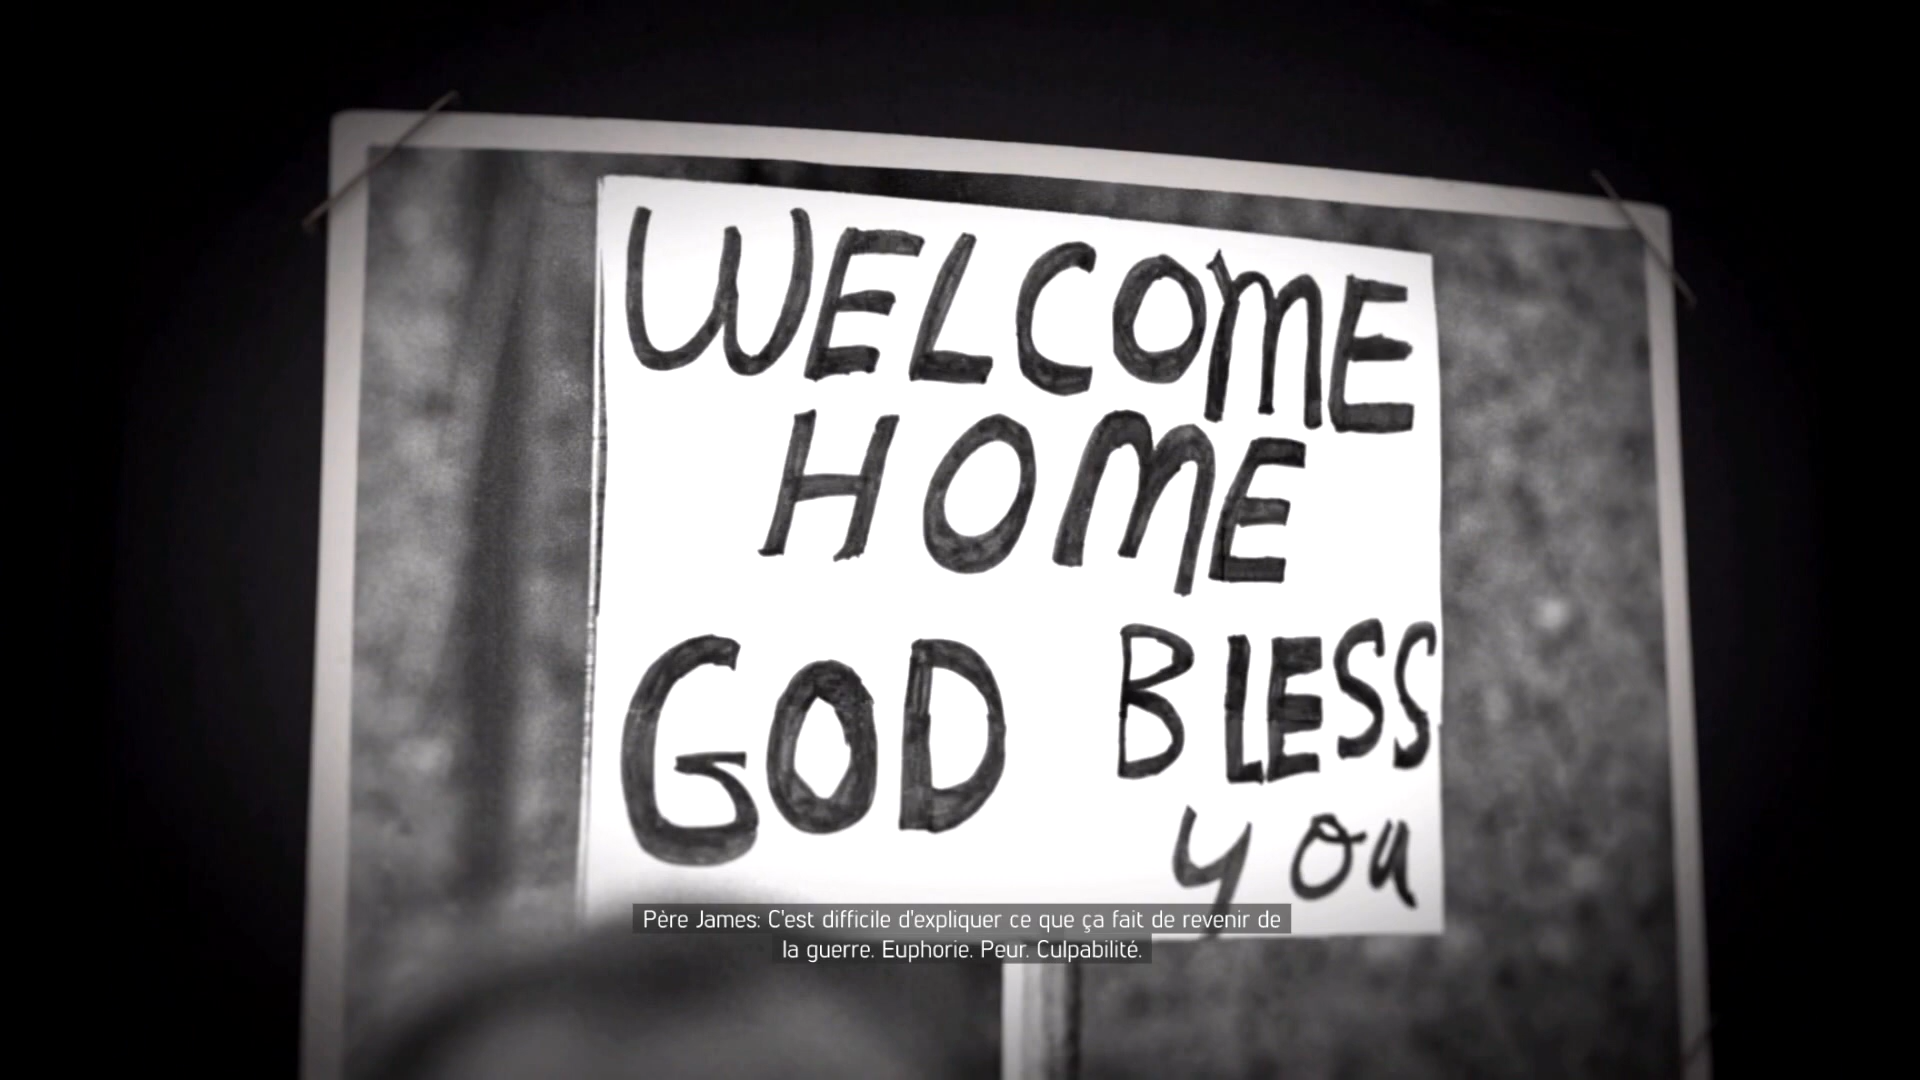 WELCOME
HOME
GOD BLESS
you
Père James: C'est difficile d'expliquer ce que ça fait de revenir de
la guerre. Euphorie. Peur. Culpabilité.